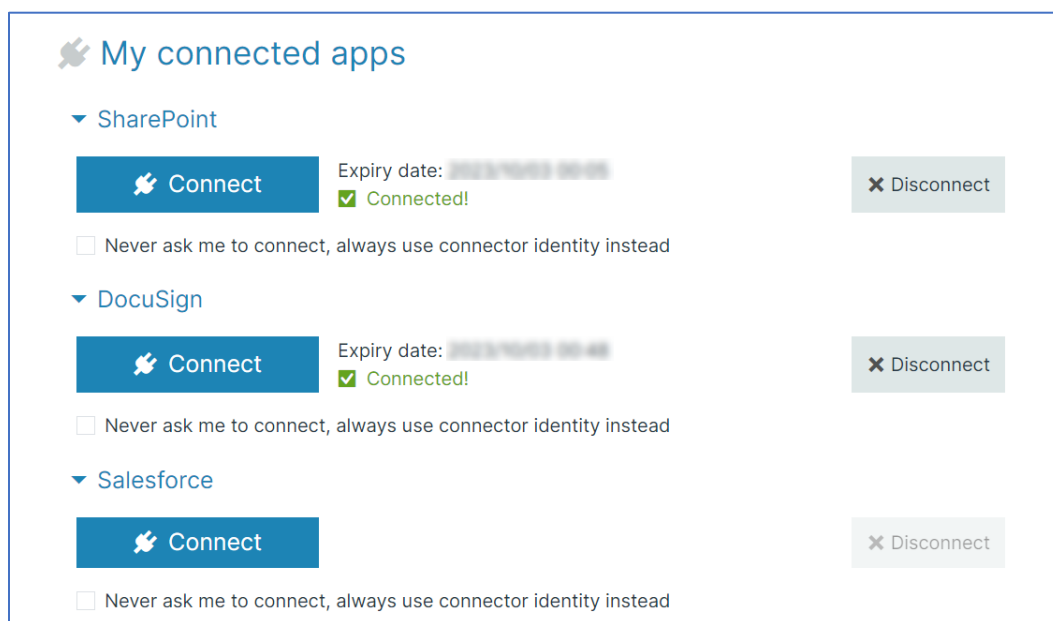 My connected apps
SharePoint
Connect
Expiry date:
Connected!
Disconnect
Never ask me to connect, always use connector identity instead
DocuSign
Connect
Expiry date:
Connected!
Disconnect
Never ask me to connect, always use connector identity instead
Salesforce
Connect
Disconnect
Never ask me to connect, always use connector identity instead